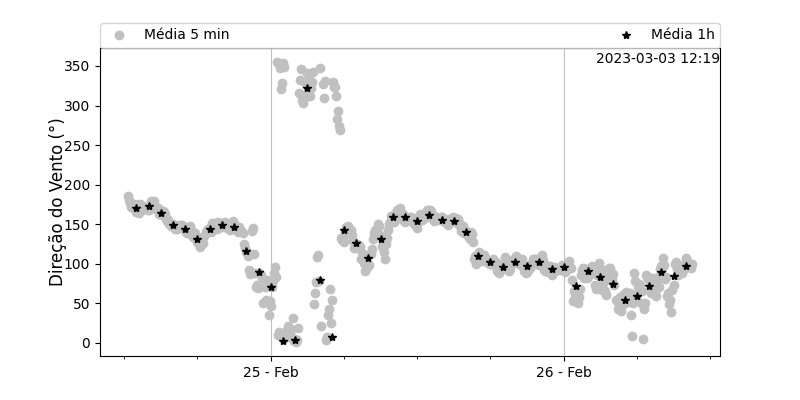 Média 5 min
Média 1h
2023-03-03 12:19
Direção do Vento (°)
350
300
250
200
150
100
50
0
25 - Feb
26 - Feb